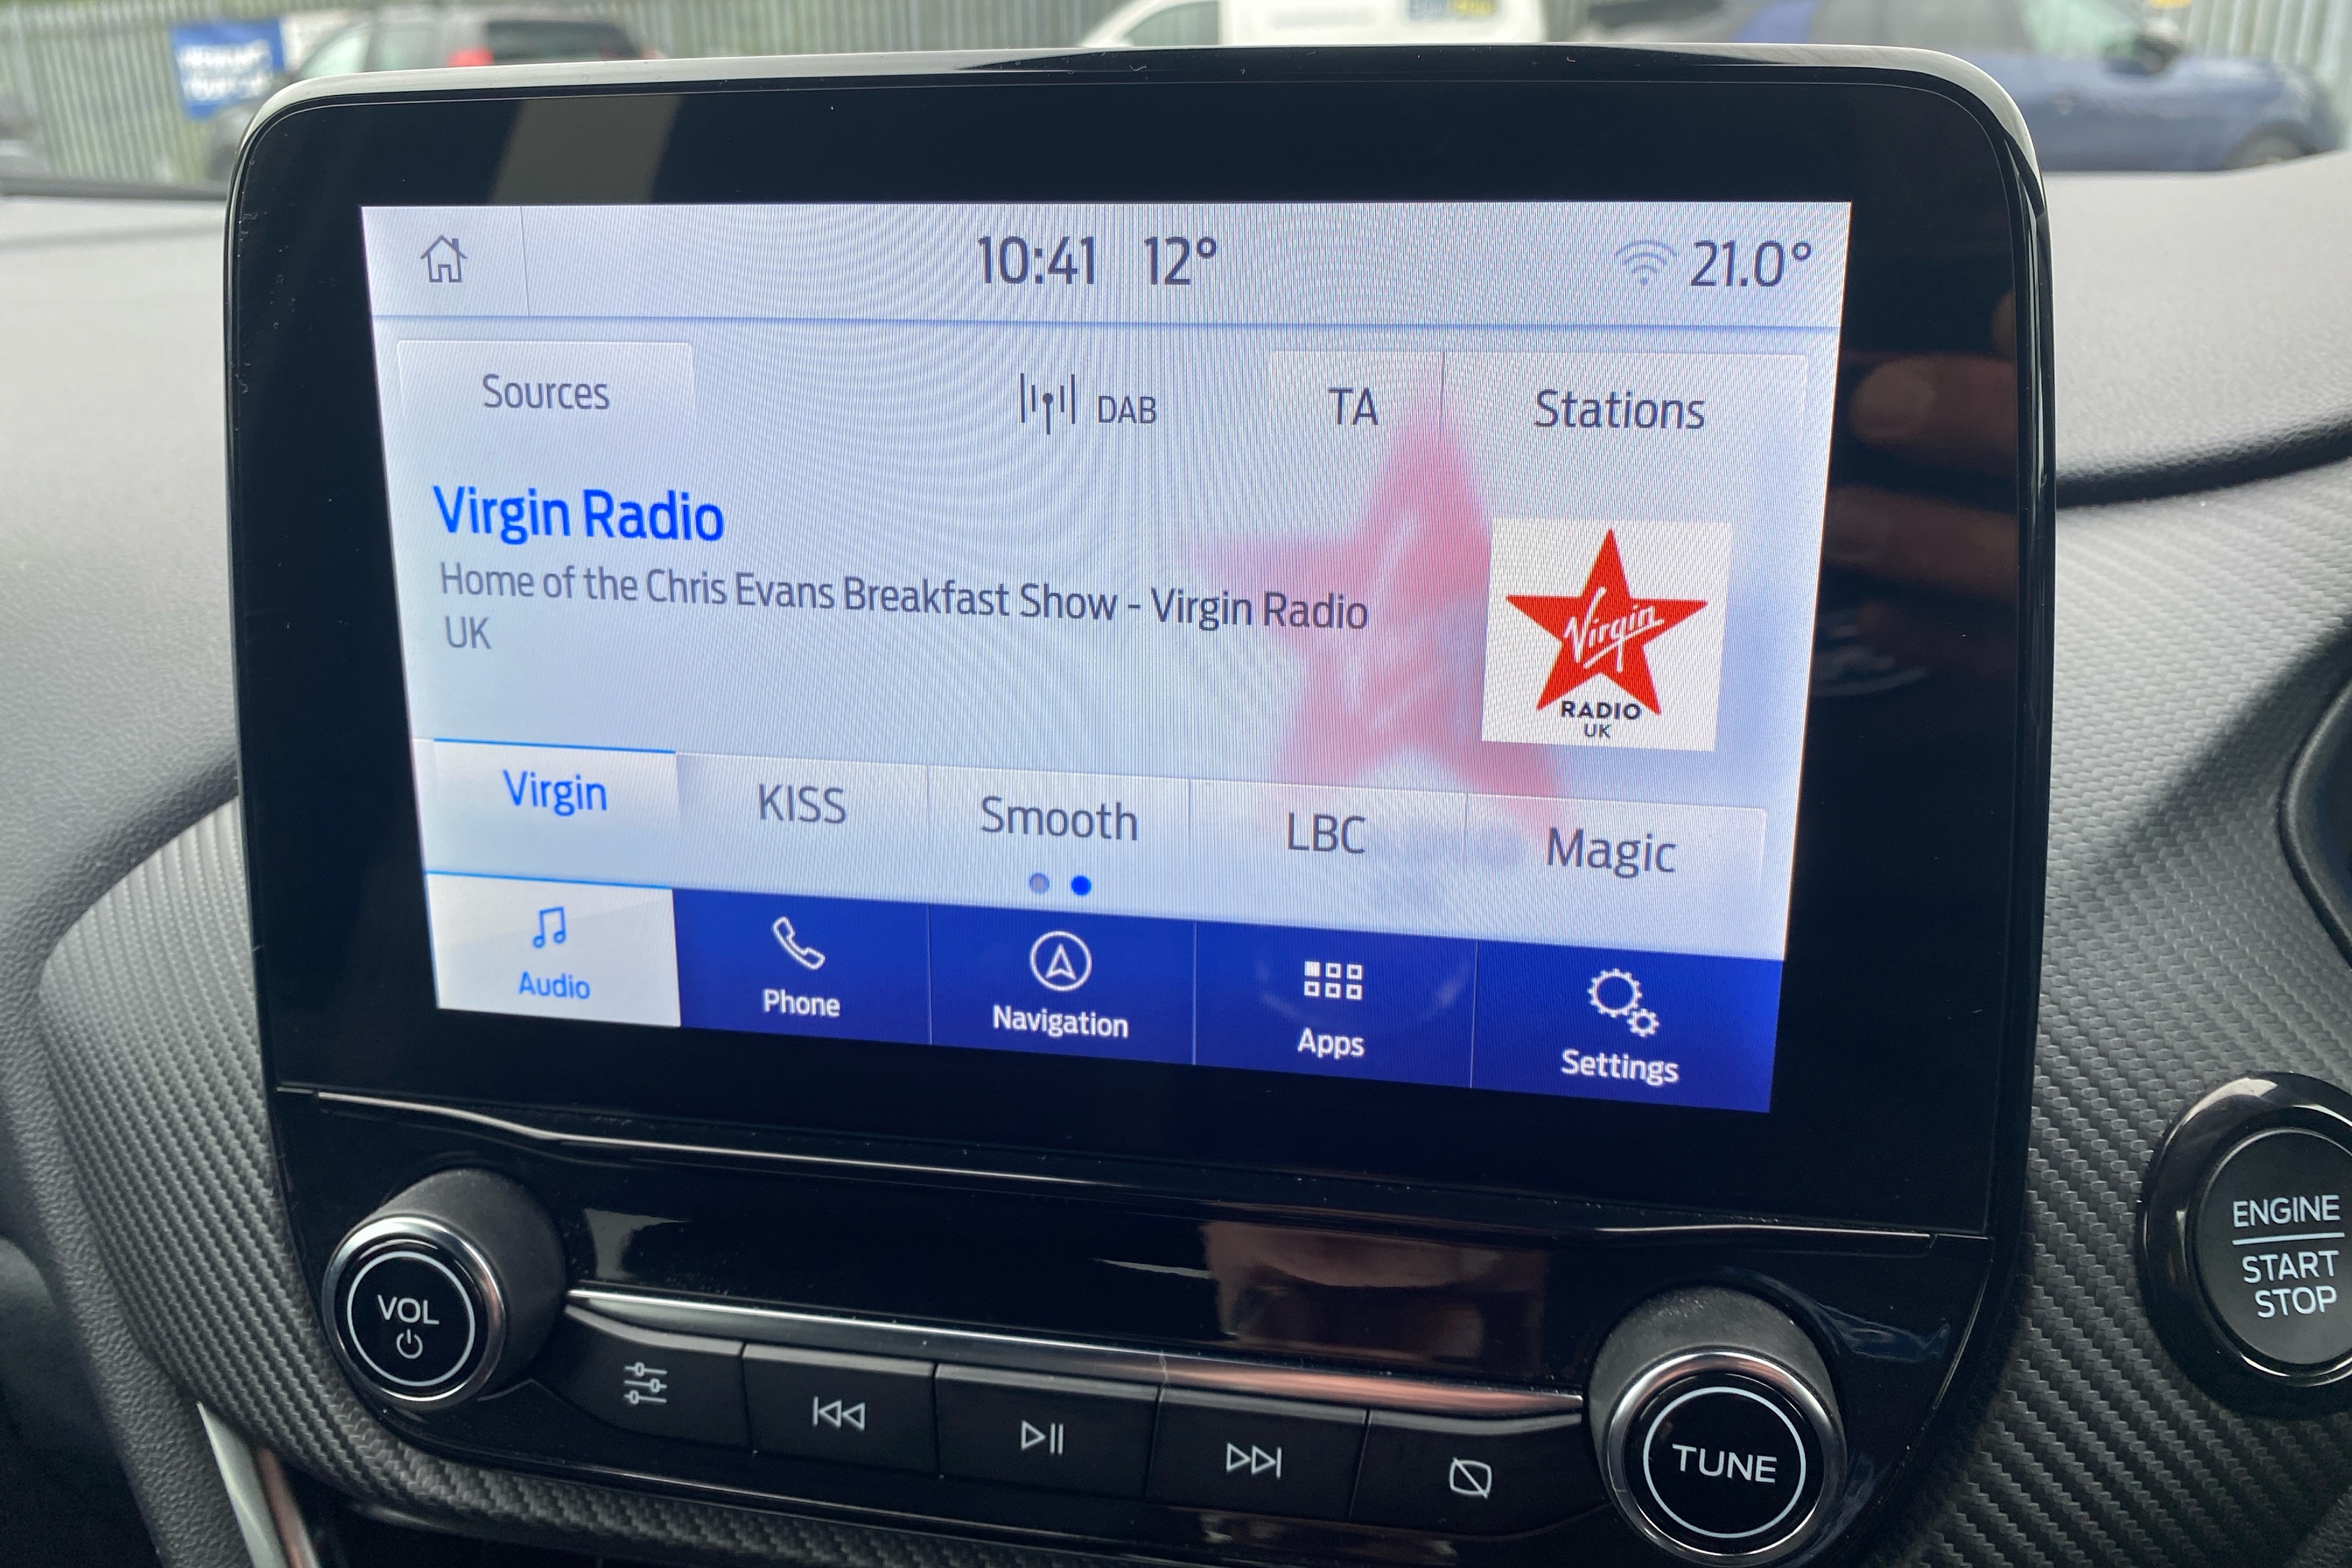 10:41 12° 21.0°
Sources DAB TA Stations
Virgin Radio
Home of the Chris Evans Breakfast Show - Virgin Radio
UK
Virgin
RADIO
UK
Virgin KISS Smooth LBC Magic
Audio Phone Navigation Apps Settings
VOL
TUNE
ENGINE
START
STOP